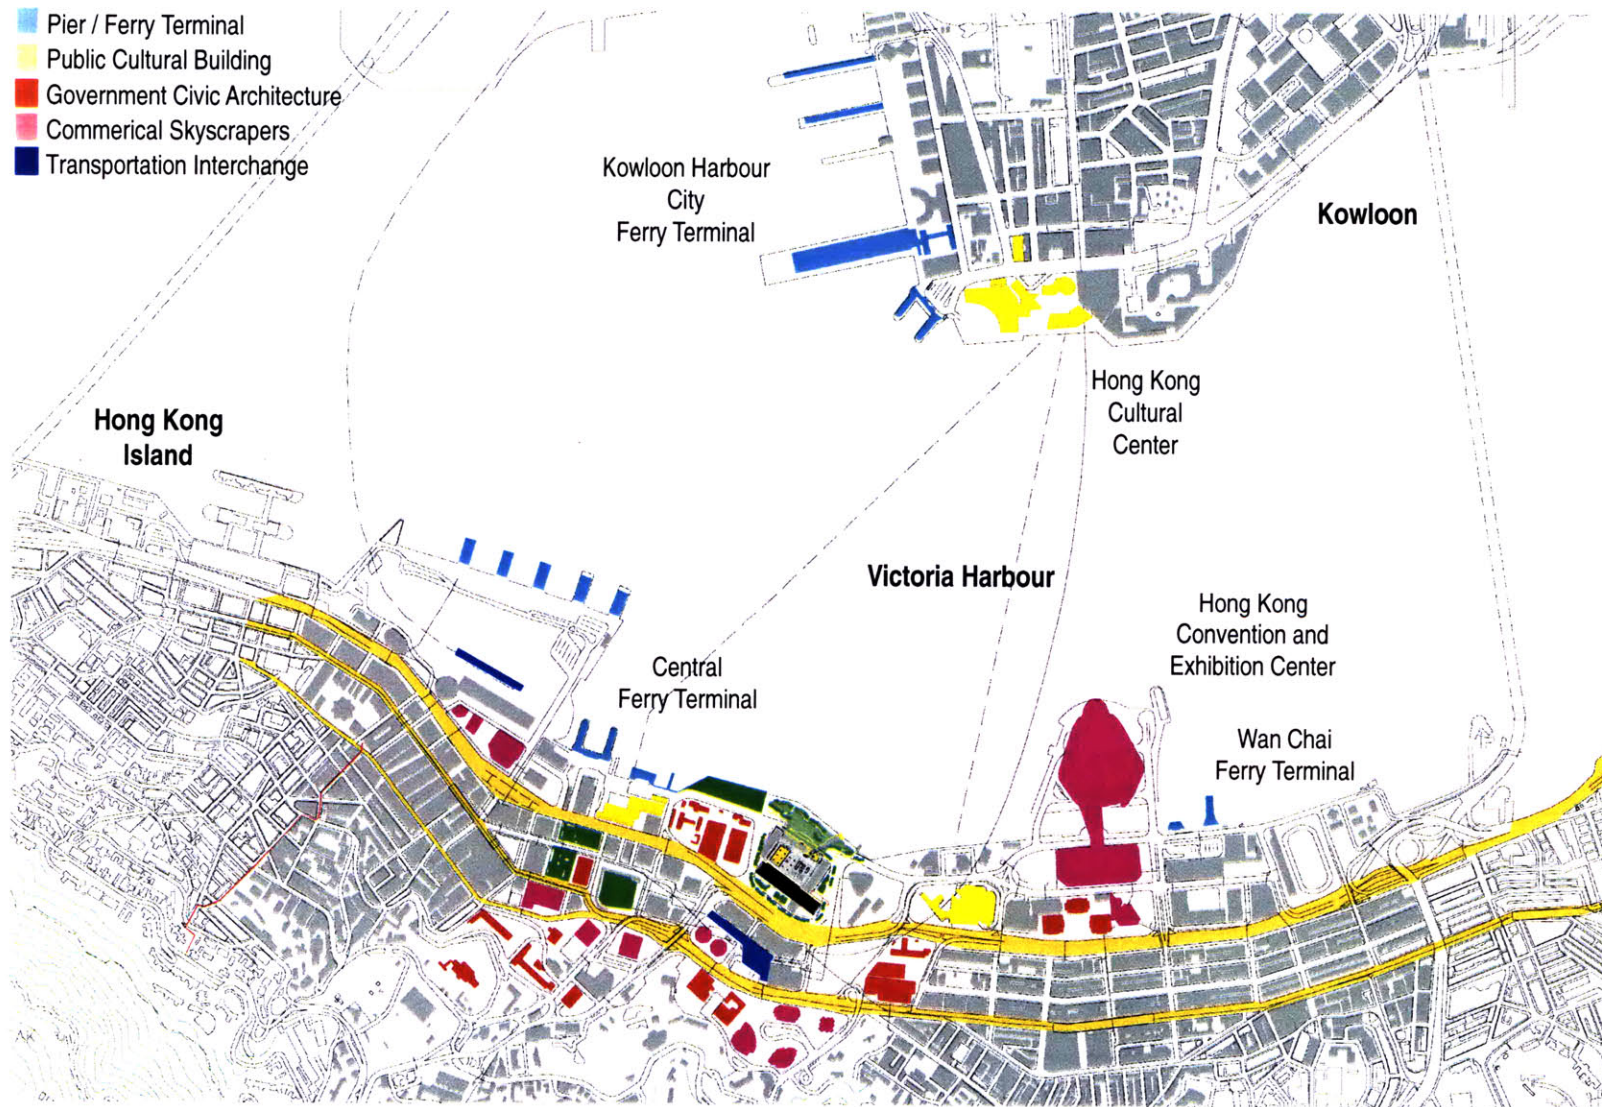 Pier / Ferry Terminal
Public Cultural Building
Government Civic Architecture
Commerical Skyscrapers
Transportation Interchange
Kowloon Harbour
City
Ferry Terminal
Kowloon
Hong Kong
Cultural
Center
Hong Kong
Island
Victoria Harbour
Hong Kong
Convention and
Exhibition Center
Central
Ferry Terminal
Wan Chai
Ferry Terminal